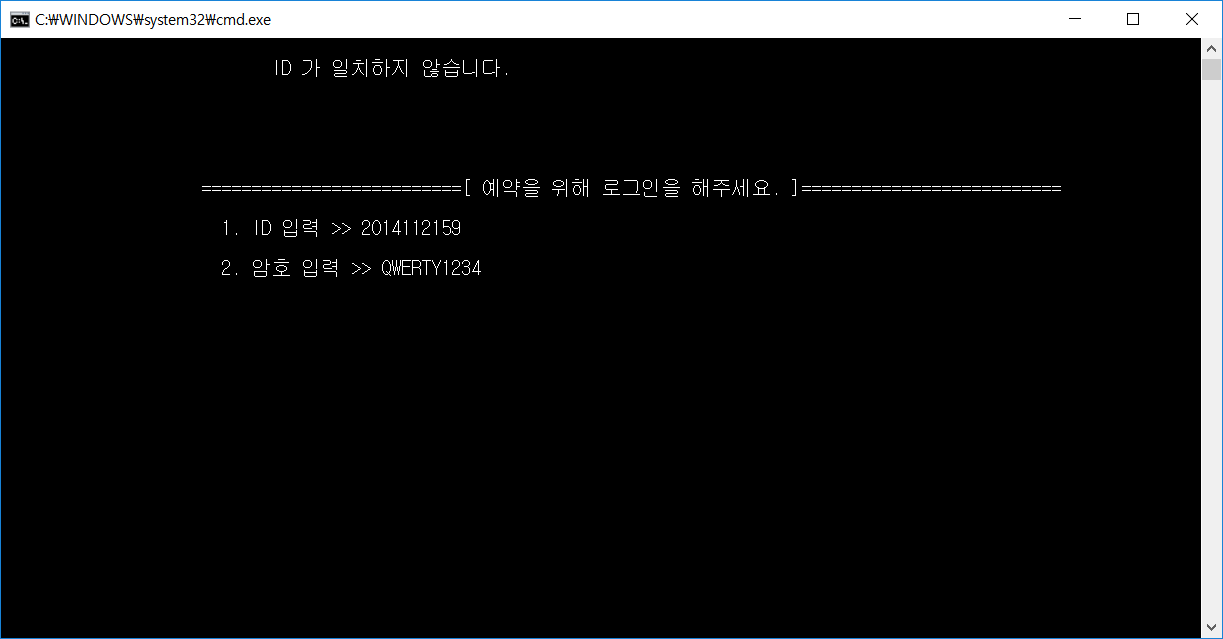 C:₩WINDOWS₩system32₩cmd.exe
ID 가 일치하지 않습니다.
==========================[ 예약을 위해 로그인을 해주세요. ]==========================
1. ID 입력 >> 2014112159
2. 암호 입력 >> QWERTY1234